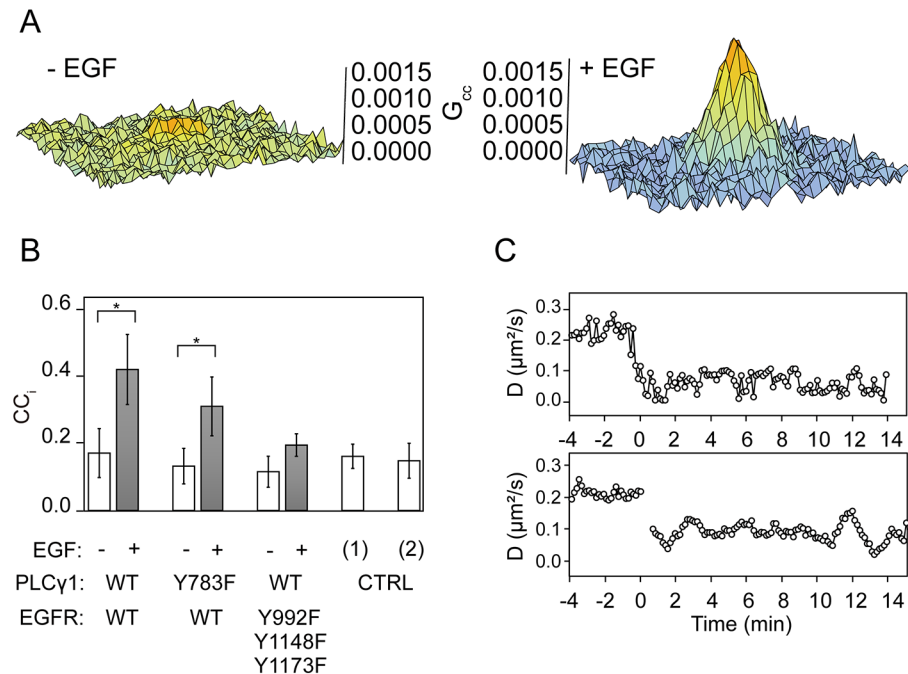 A
- EGF
0.0015
0.0010
0.0005
0.0000
Gcc
0.0015
0.0010
0.0005
0.0000
+ EGF
B
0.6
0.4
0.2
0.0
CCi
*
*
EGF: - + - + - + (1) (2)
PLCγ1: WT Y783F WT CTRL
EGFR: WT WT Y992F
Y1148F
Y1173F
C
D (μm²/s)
0.3
0.2
0.1
0.0
-4 -2 0 2 4 6 8 10 12 14
D (μm²/s)
0.3
0.2
0.1
0.0
-4 -2 0 2 4 6 8 10 12 14
Time (min)